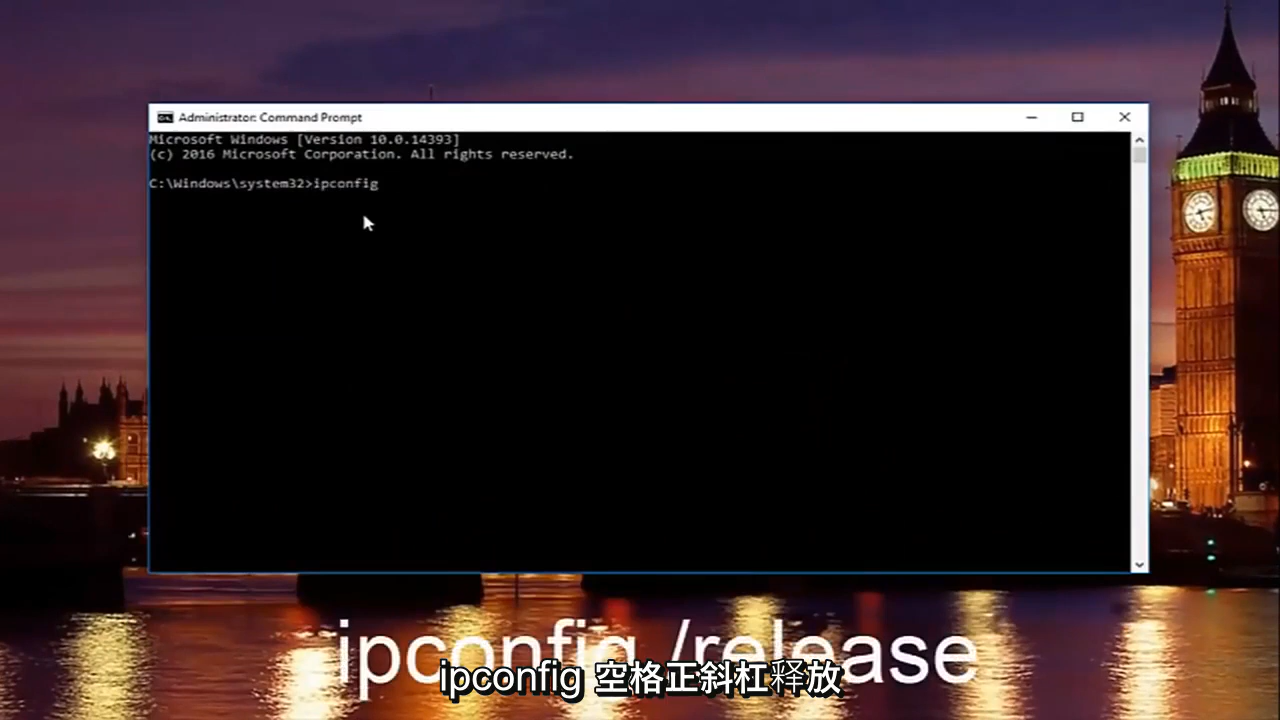 Administrator: Command Prompt
Microsoft Windows [Version 10.0.14393]
(c) 2016 Microsoft Corporation. All rights reserved.
C:\Windows\system32>ipconfig
ipconfig /release
ipconfig 空格正斜杠释放